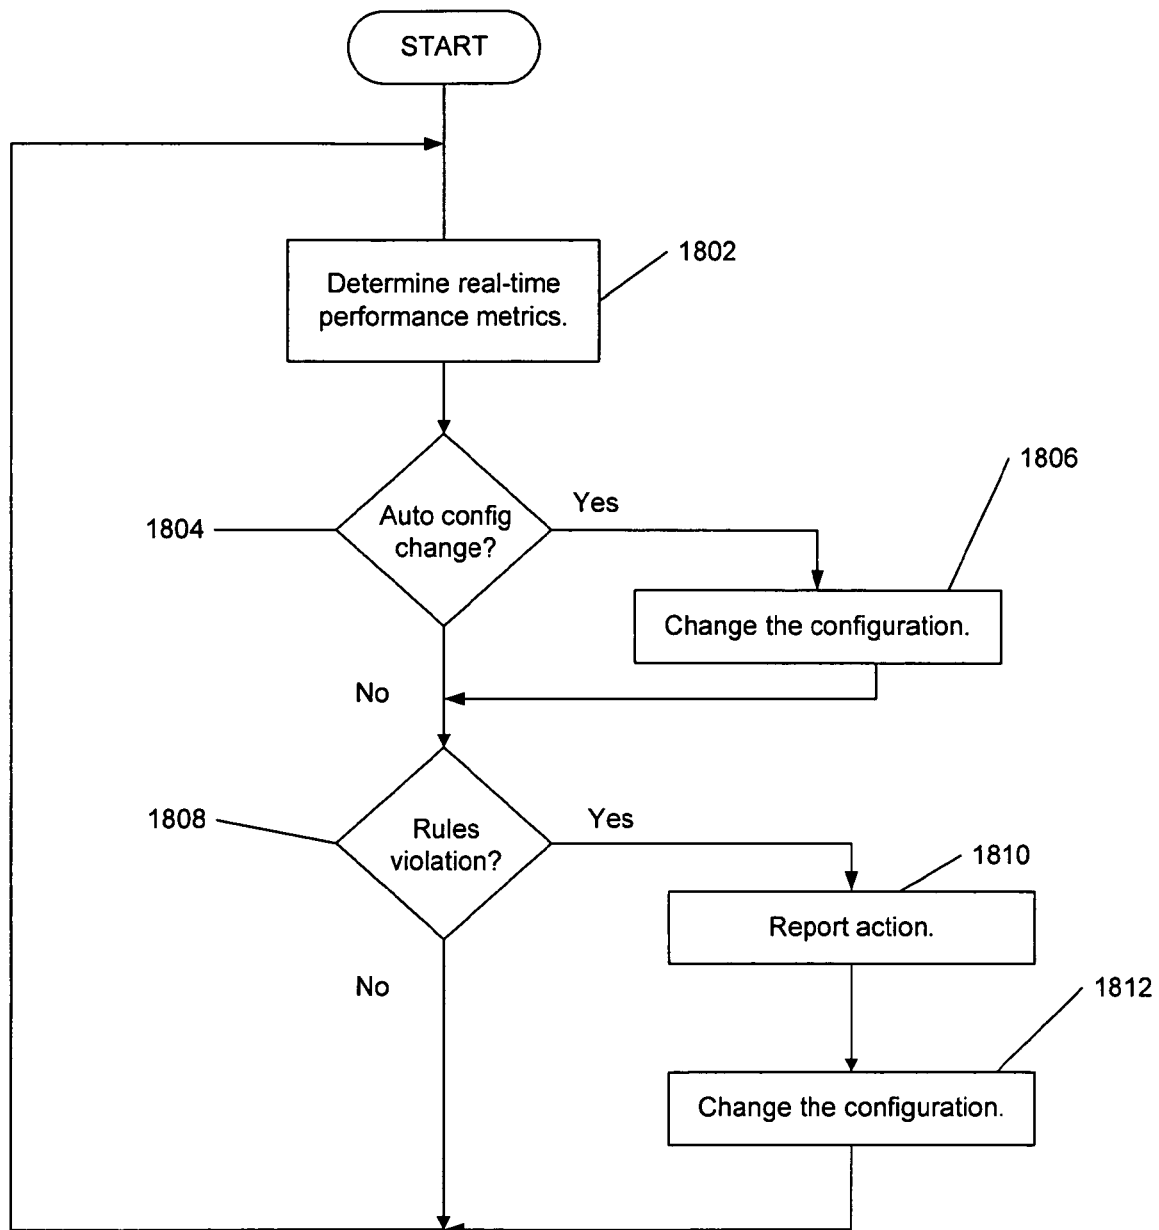 START
1802
Determine real-time
performance metrics.
1806
Yes
1804
Auto config
change?
Change the configuration.
No
1808
Yes
Rules
violation?
1810
Report action.
No
1812
Change the configuration.